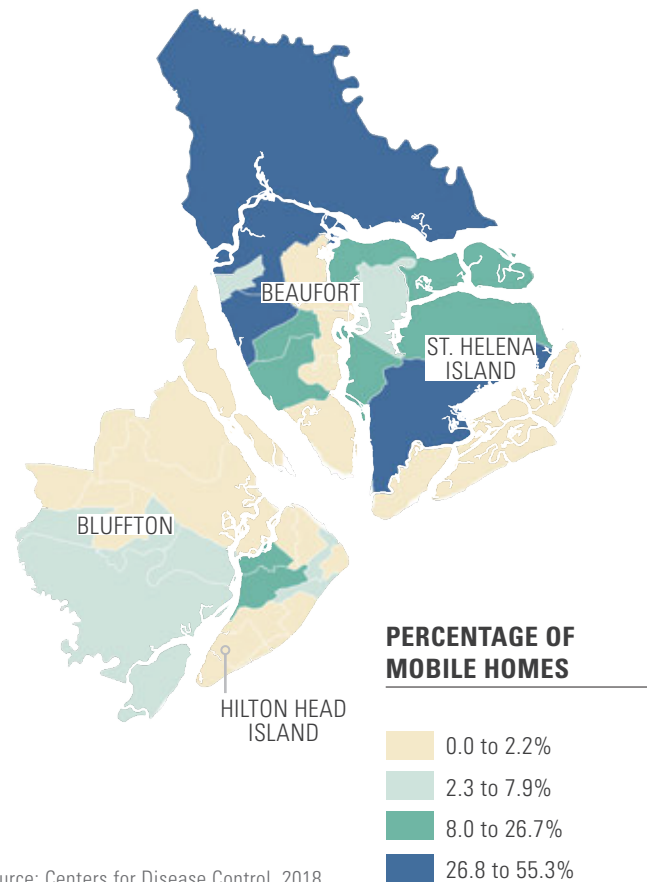 BEAUFORT
ST. HELENA
ISLAND
BLUFFTON
HILTON HEAD
ISLAND
PERCENTAGE OF
MOBILE HOMES
0.0 to 2.2%
2.3 to 7.9%
8.0 to 26.7%
26.8 to 55.3%
urce: Centers for Disease Control, 2018